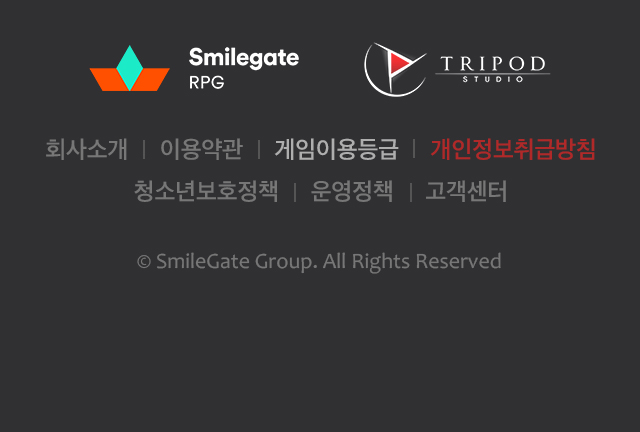 Smilegate
RPG
TRIPOD
STUDIO
회사소개 | 이용약관 | 게임이용등급 | 개인정보취급방침
청소년보호정책 | 운영정책 | 고객센터
© SmileGate Group. All Rights Reserved